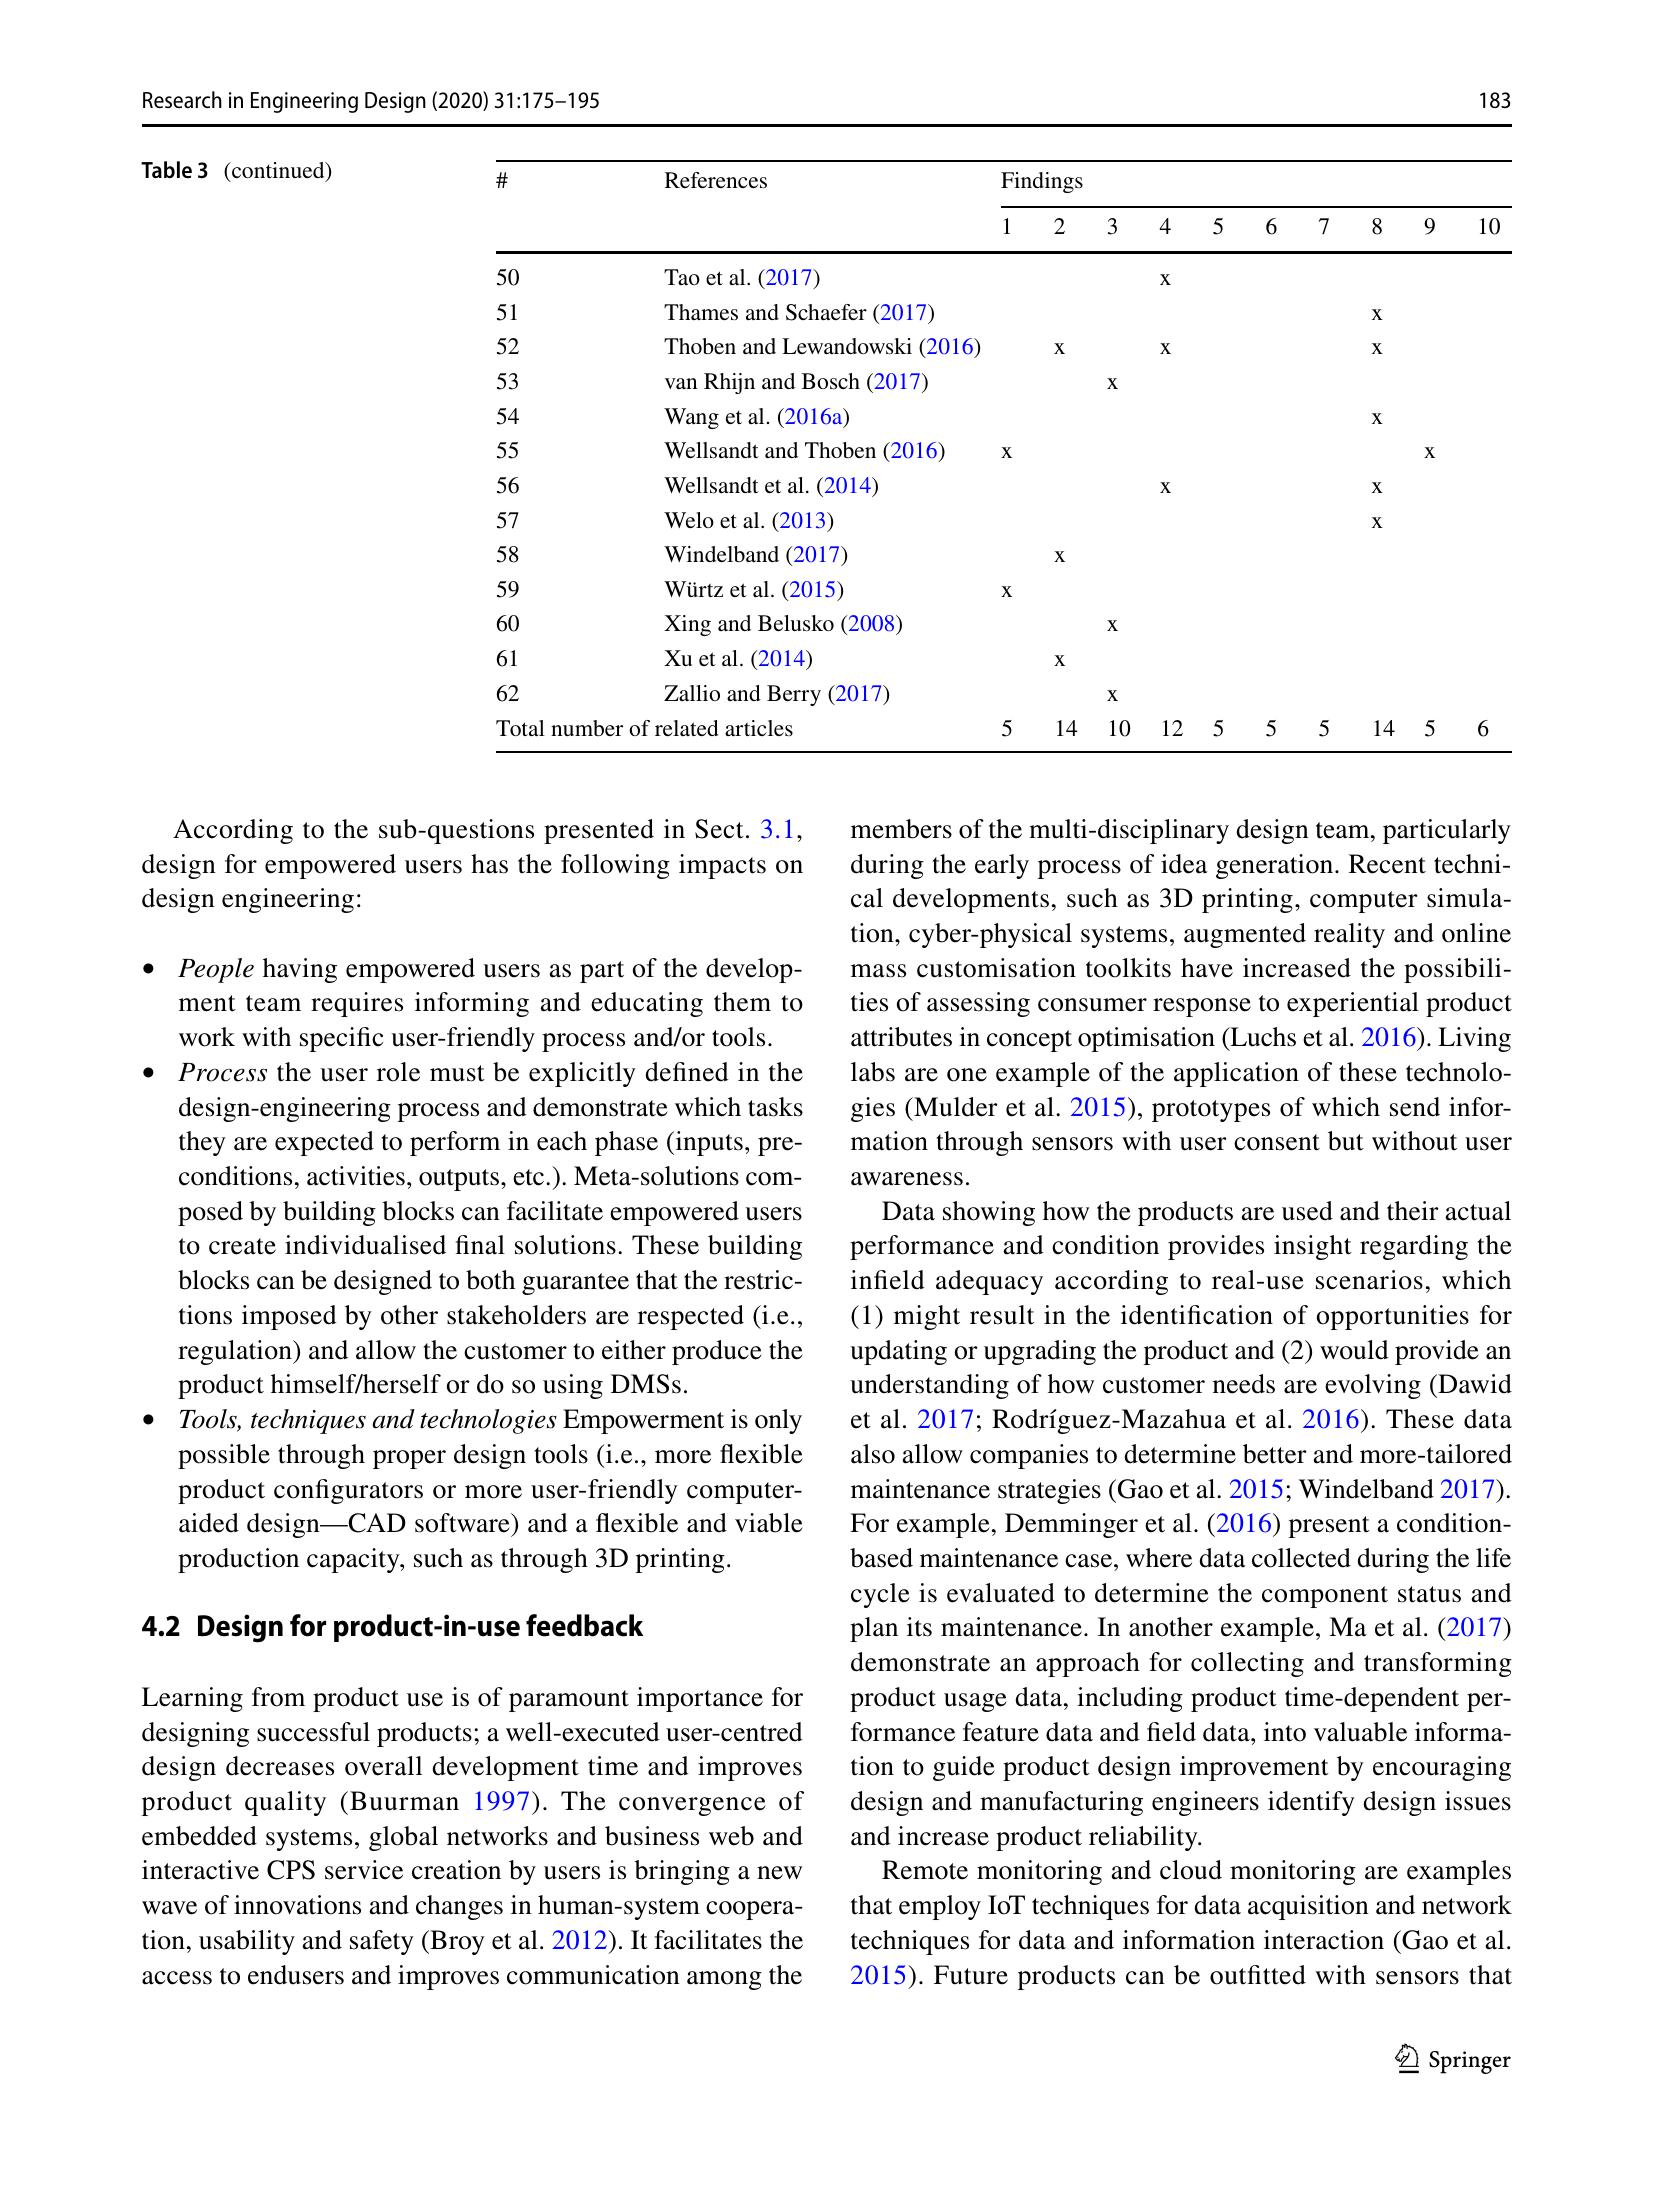 Research in Engineering Design (2020) 31:175–195 183
Table 3 (continued)
# References Findings
1 2 3 4 5 6 7 8 9 10
50 Tao et al. (2017) x
51 Thames and Schaefer (2017) x
52 Thoben and Lewandowski (2016) x x x
53 van Rhijn and Bosch (2017) x
54 Wang et al. (2016a) x
55 Wellsandt and Thoben (2016) x x
56 Wellsandt et al. (2014) x x
57 Welo et al. (2013) x
58 Windelband (2017) x
59 Würtz et al. (2015) x
60 Xing and Belusko (2008) x
61 Xu et al. (2014) x
62 Zallio and Berry (2017) x
Total number of related articles 5 14 10 12 5 5 5 14 5 6
According to the sub-questions presented in Sect. 3.1,
design for empowered users has the following impacts on
design engineering:
• People having empowered users as part of the develop-
ment team requires informing and educating them to
work with specific user-friendly process and/or tools.
• Process the user role must be explicitly defined in the
design-engineering process and demonstrate which tasks
they are expected to perform in each phase (inputs, pre-
conditions, activities, outputs, etc.). Meta-solutions com-
posed by building blocks can facilitate empowered users
to create individualised final solutions. These building
blocks can be designed to both guarantee that the restric-
tions imposed by other stakeholders are respected (i.e.,
regulation) and allow the customer to either produce the
product himself/herself or do so using DMSs.
• Tools, techniques and technologies Empowerment is only
possible through proper design tools (i.e., more flexible
product configurators or more user-friendly computer-
aided design—CAD software) and a flexible and viable
production capacity, such as through 3D printing.
4.2 Design for product-in-use feedback
Learning from product use is of paramount importance for
designing successful products; a well-executed user-centred
design decreases overall development time and improves
product quality (Buurman 1997). The convergence of
embedded systems, global networks and business web and
interactive CPS service creation by users is bringing a new
wave of innovations and changes in human-system coopera-
tion, usability and safety (Broy et al. 2012). It facilitates the
access to endusers and improves communication among the
members of the multi-disciplinary design team, particularly
during the early process of idea generation. Recent techni-
cal developments, such as 3D printing, computer simula-
tion, cyber-physical systems, augmented reality and online
mass customisation toolkits have increased the possibili-
ties of assessing consumer response to experiential product
attributes in concept optimisation (Luchs et al. 2016). Living
labs are one example of the application of these technolo-
gies (Mulder et al. 2015), prototypes of which send infor-
mation through sensors with user consent but without user
awareness.
Data showing how the products are used and their actual
performance and condition provides insight regarding the
infield adequacy according to real-use scenarios, which
(1) might result in the identification of opportunities for
updating or upgrading the product and (2) would provide an
understanding of how customer needs are evolving (Dawid
et al. 2017; Rodríguez-Mazahua et al. 2016). These data
also allow companies to determine better and more-tailored
maintenance strategies (Gao et al. 2015; Windelband 2017).
For example, Demminger et al. (2016) present a condition-
based maintenance case, where data collected during the life
cycle is evaluated to determine the component status and
plan its maintenance. In another example, Ma et al. (2017)
demonstrate an approach for collecting and transforming
product usage data, including product time-dependent per-
formance feature data and field data, into valuable informa-
tion to guide product design improvement by encouraging
design and manufacturing engineers identify design issues
and increase product reliability.
Remote monitoring and cloud monitoring are examples
that employ IoT techniques for data acquisition and network
techniques for data and information interaction (Gao et al.
2015). Future products can be outfitted with sensors that
Springer